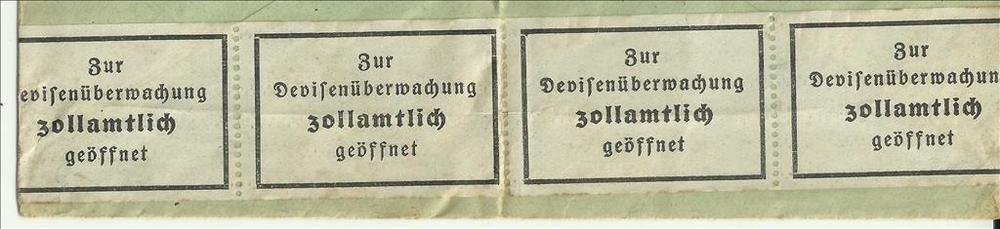 Zur
eviſenüberwachung
zollamtlich
geöffnet
Zur
Deviſenüberwachung
zollamtlich
geöffnet
Zur
Deviſenüberwachung
zollamtlich
geöffnet
Zur
Deviſenüberwachun
zollamtlich
geöffnet